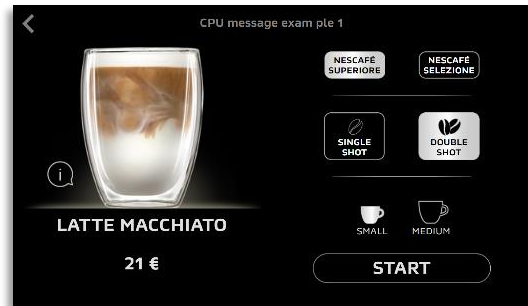 CPU message exam ple 1
NESCAFÉ
SUPERIORE
NESCAFÉ
SELEZIONE
SINGLE
SHOT
DOUBLE
SHOT
i
LATTE MACCHIATO
SMALL
MEDIUM
21 €
START